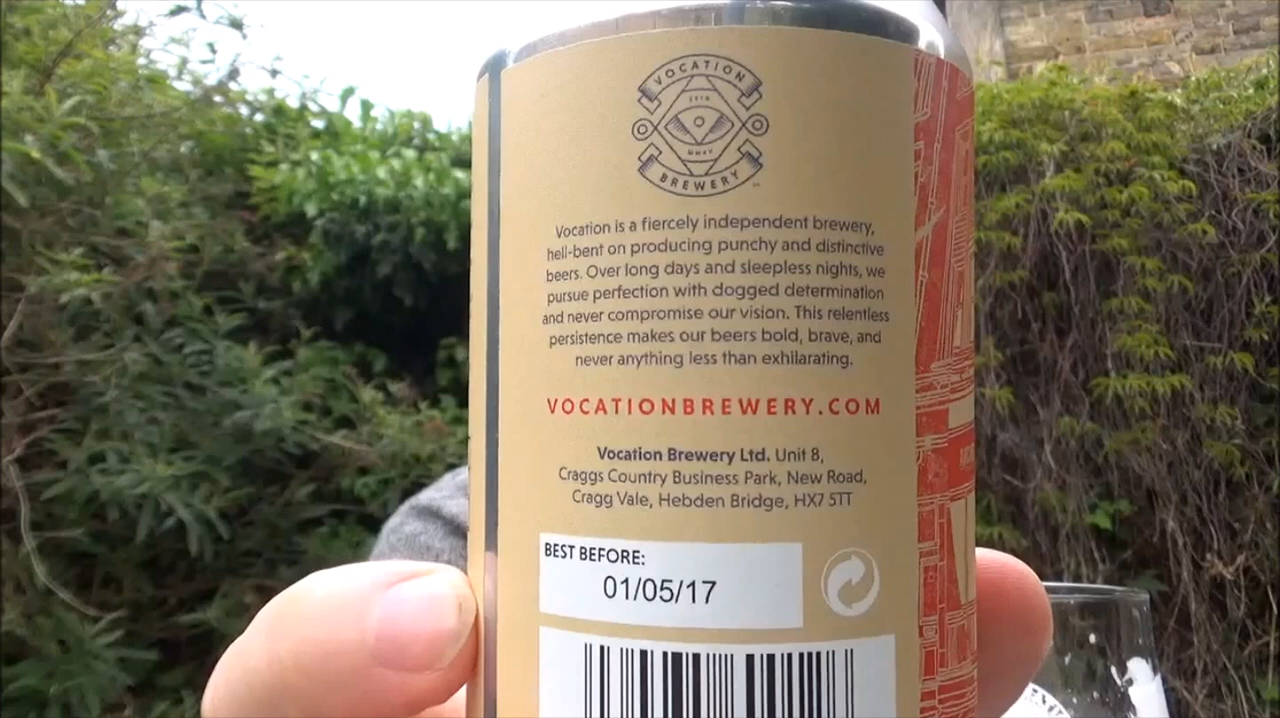 VOCATION
BREWERY
Vocation is a fiercely independent brewery,
hell-bent on producing punchy and distinctive
beers. Over long days and sleepless nights, we
pursue perfection with dogged determination
and never compromise our vision. This relentless
persistence makes our beers bold, brave, and
never anything less than exhilarating.
VOCATIONBREWERY.COM
Vocation Brewery Ltd. Unit 8,
Craggs Country Business Park, New Road,
Cragg Vale, Hebden Bridge, HX7 5TT
BEST BEFORE:
01/05/17